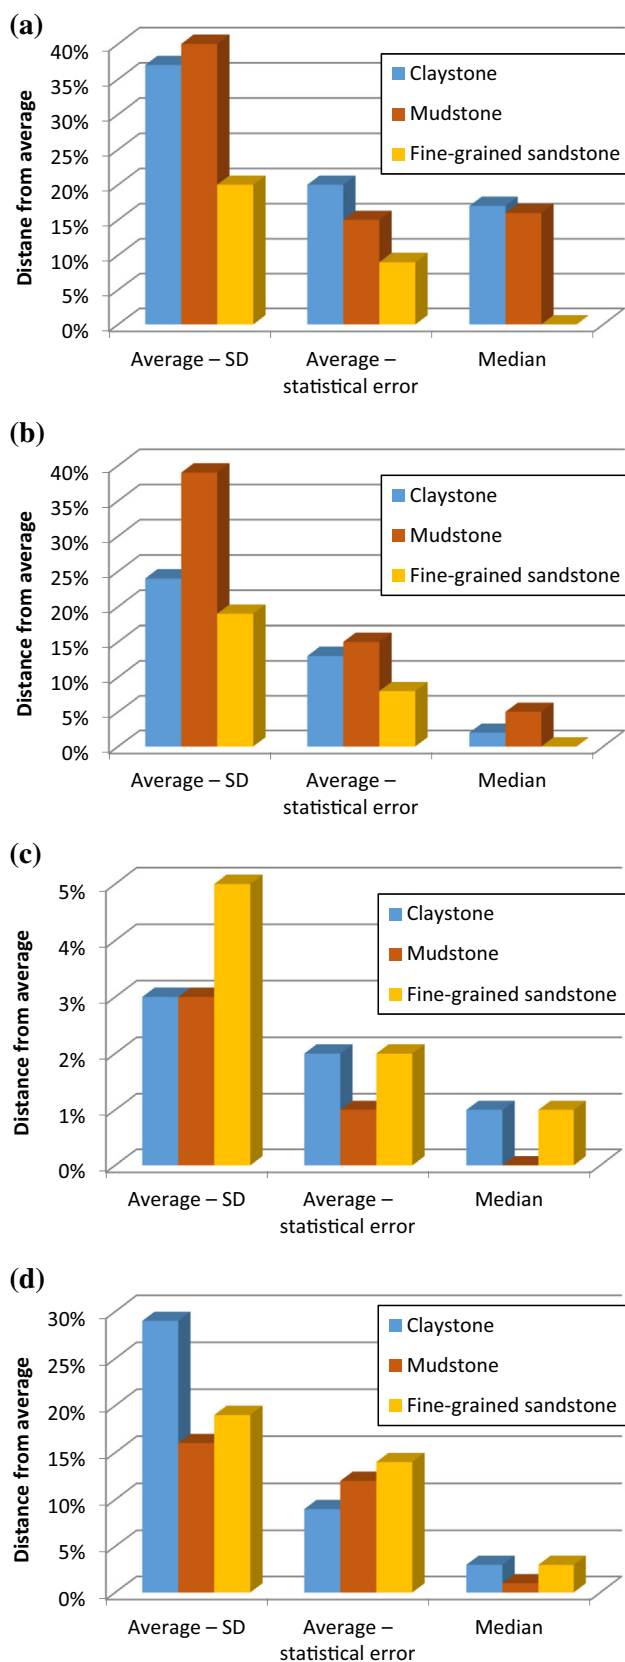 (a)
40%
35%
30%
25%
20%
15%
10%
5%
0%
Distane from average
Claystone
Mudstone
Fine-grained sandstone
Average – SD
Average –
statistical error
Median
(b)
40%
35%
30%
25%
20%
15%
10%
5%
0%
Distance from average
Claystone
Mudstone
Fine-grained sandstone
Average – SD
Average –
statistical error
Median
(c)
5%
4%
3%
2%
1%
0%
Distance from average
Claystone
Mudstone
Fine-grained sandstone
Average – SD
Average –
statistical error
Median
(d)
30%
25%
20%
15%
10%
5%
0%
Distance from average
Claystone
Mudstone
Fine-grained sandstone
Average – SD
Average –
statistical error
Median